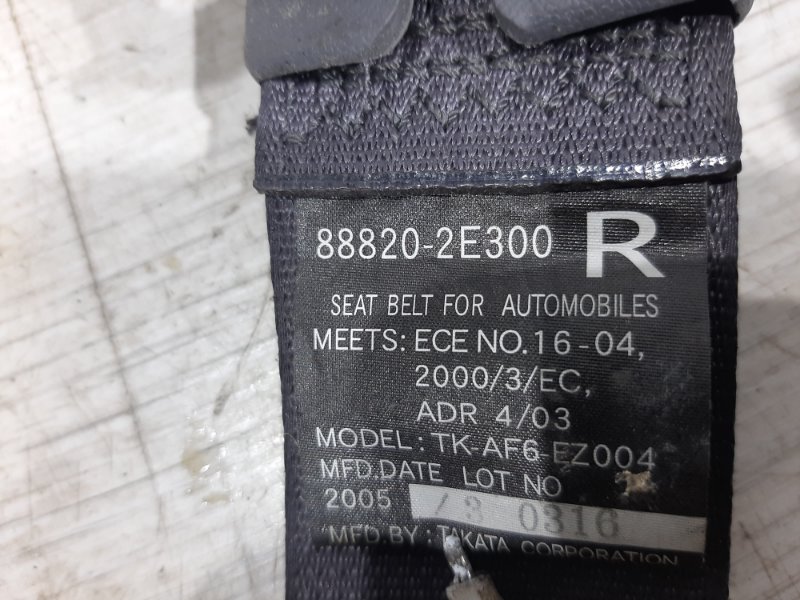 88820-2E300 R
SEAT BELT FOR AUTOMOBILES
MEETS: ECE NO.16-04,
2000/3/EC,
ADR 4/03
MODEL: TK-AF6-EZ004
MFD.DATE LOT NO
2005 /3 0316
MFD.BY: TAKATA CORPORATION